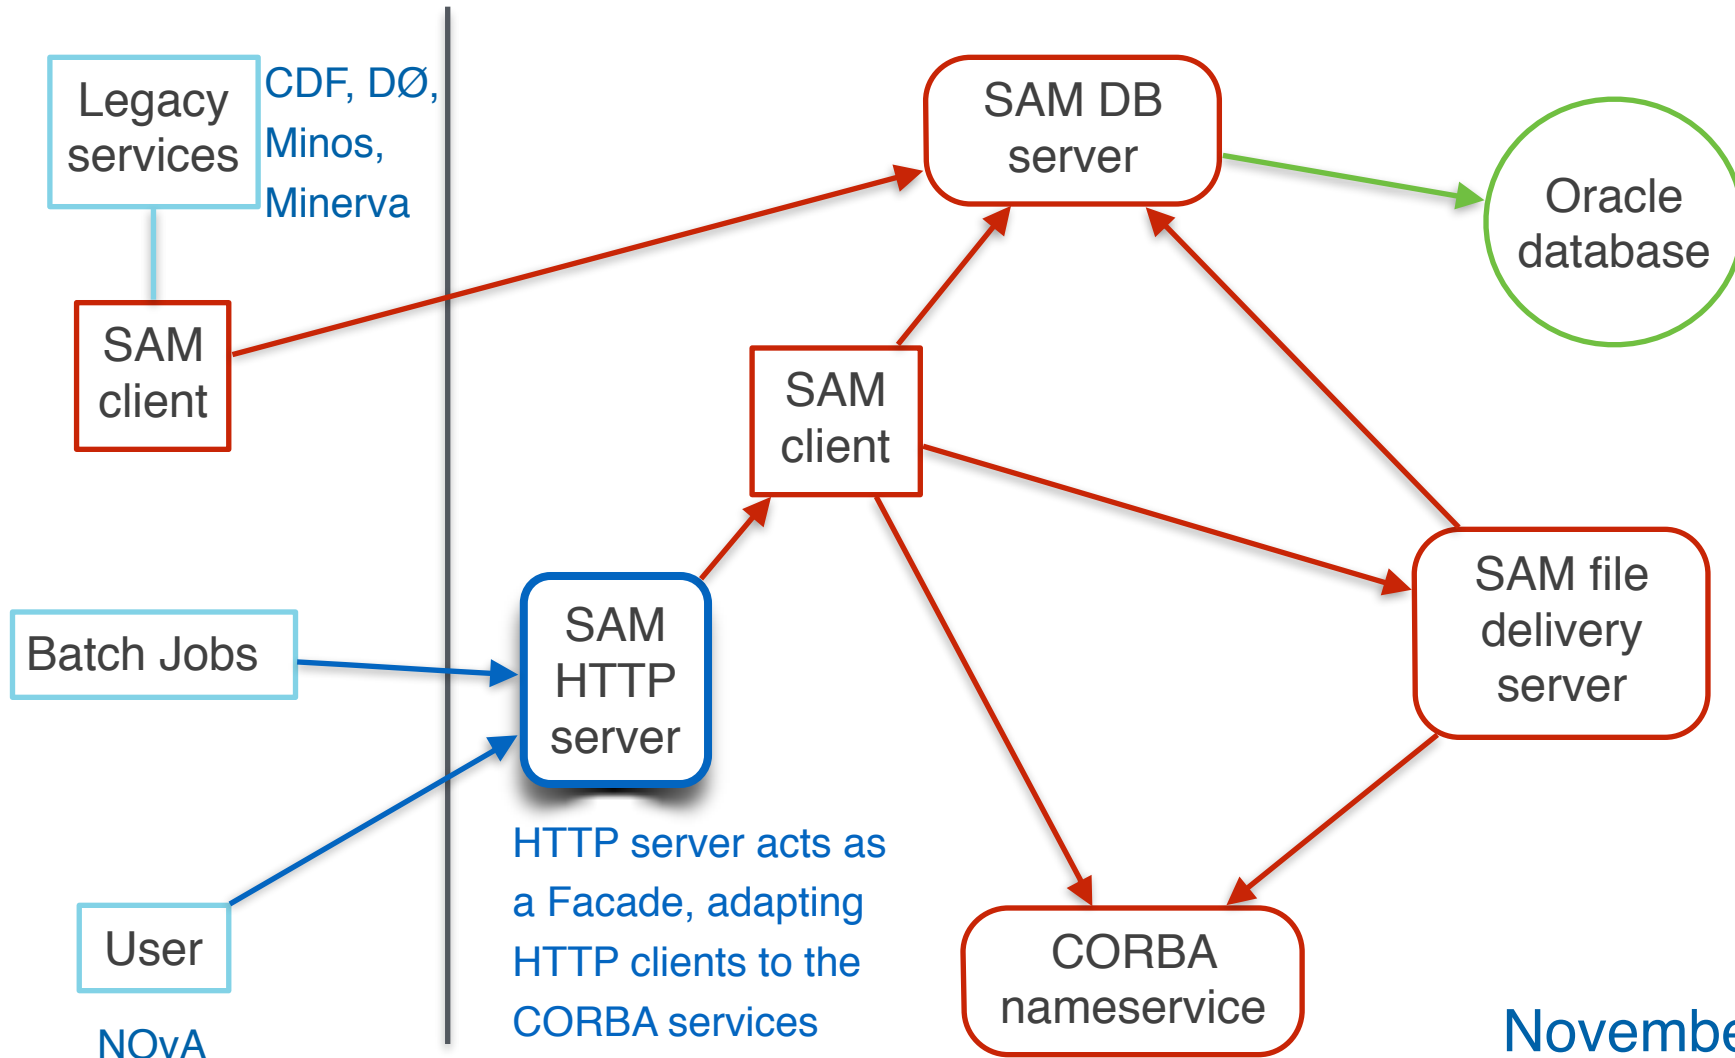 Legacy
services
CDF, DØ,
Minos,
Minerva
SAM DB
server
Oracle
database
SAM
client
SAM
client
Batch Jobs
SAM
HTTP
server
SAM file
delivery
server
User
NOvA
HTTP server acts as
a Facade, adapting
HTTP clients to the
CORBA services
CORBA
nameservice
Novembe